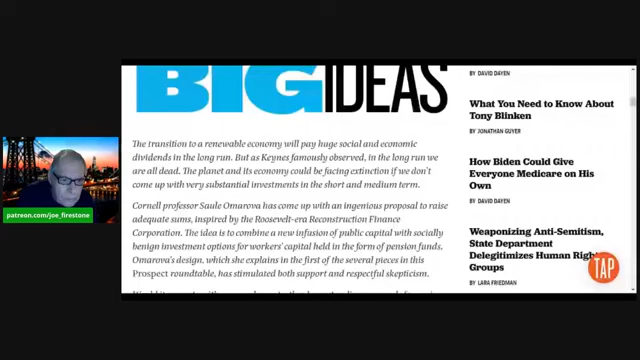 BIG IDEAS
The transition to a renewable economy will pay huge social and economic
dividends in the long run. But as Keynes famously observed, in the long run we
are all dead. The planet and its economy could be facing extinction if we don't
come up with very substantial investments in the short and medium term.
Cornell professor Saule Omarova has come up with an ingenious proposal to raise
adequate sums, inspired by the Roosevelt-era Reconstruction Finance
Corporation. The idea is to combine a new infusion of public capital with socially
benign investment options for workers' capital held in the form of pension funds.
Omarova's design, which she explains in the first of the several pieces in this
Prospect roundtable, has stimulated both support and respectful skepticism.
BY DAVID DAYEN
What You Need to Know About
Tony Blinken
BY JONATHAN GUYER
How Biden Could Give
Everyone Medicare on His
Own
BY DAVID DAYEN
Weaponizing Anti-Semitism,
State Department
Delegitimizes Human Rights
Groups
BY LARA FRIEDMAN
TAP
patreon.com/joe_firestone